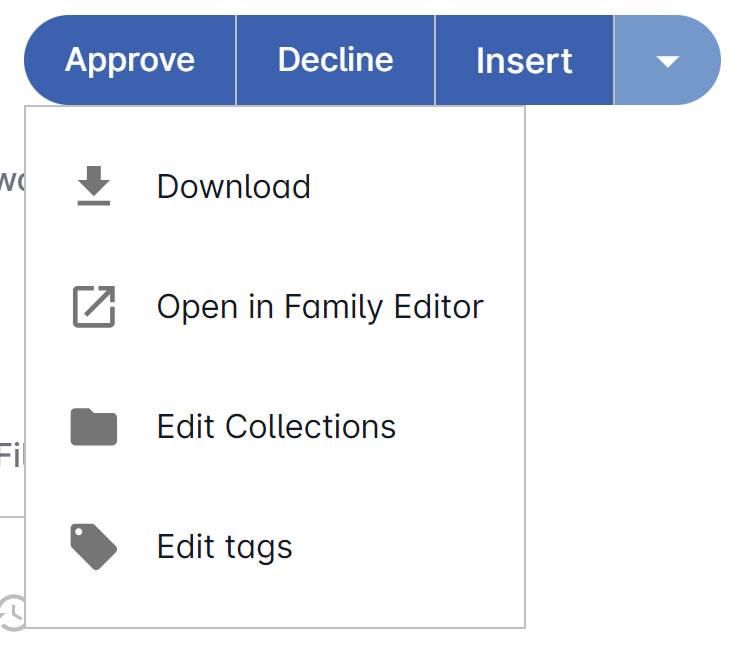 Approve Decline Insert
Download
Open in Family Editor
Edit Collections
Edit tags